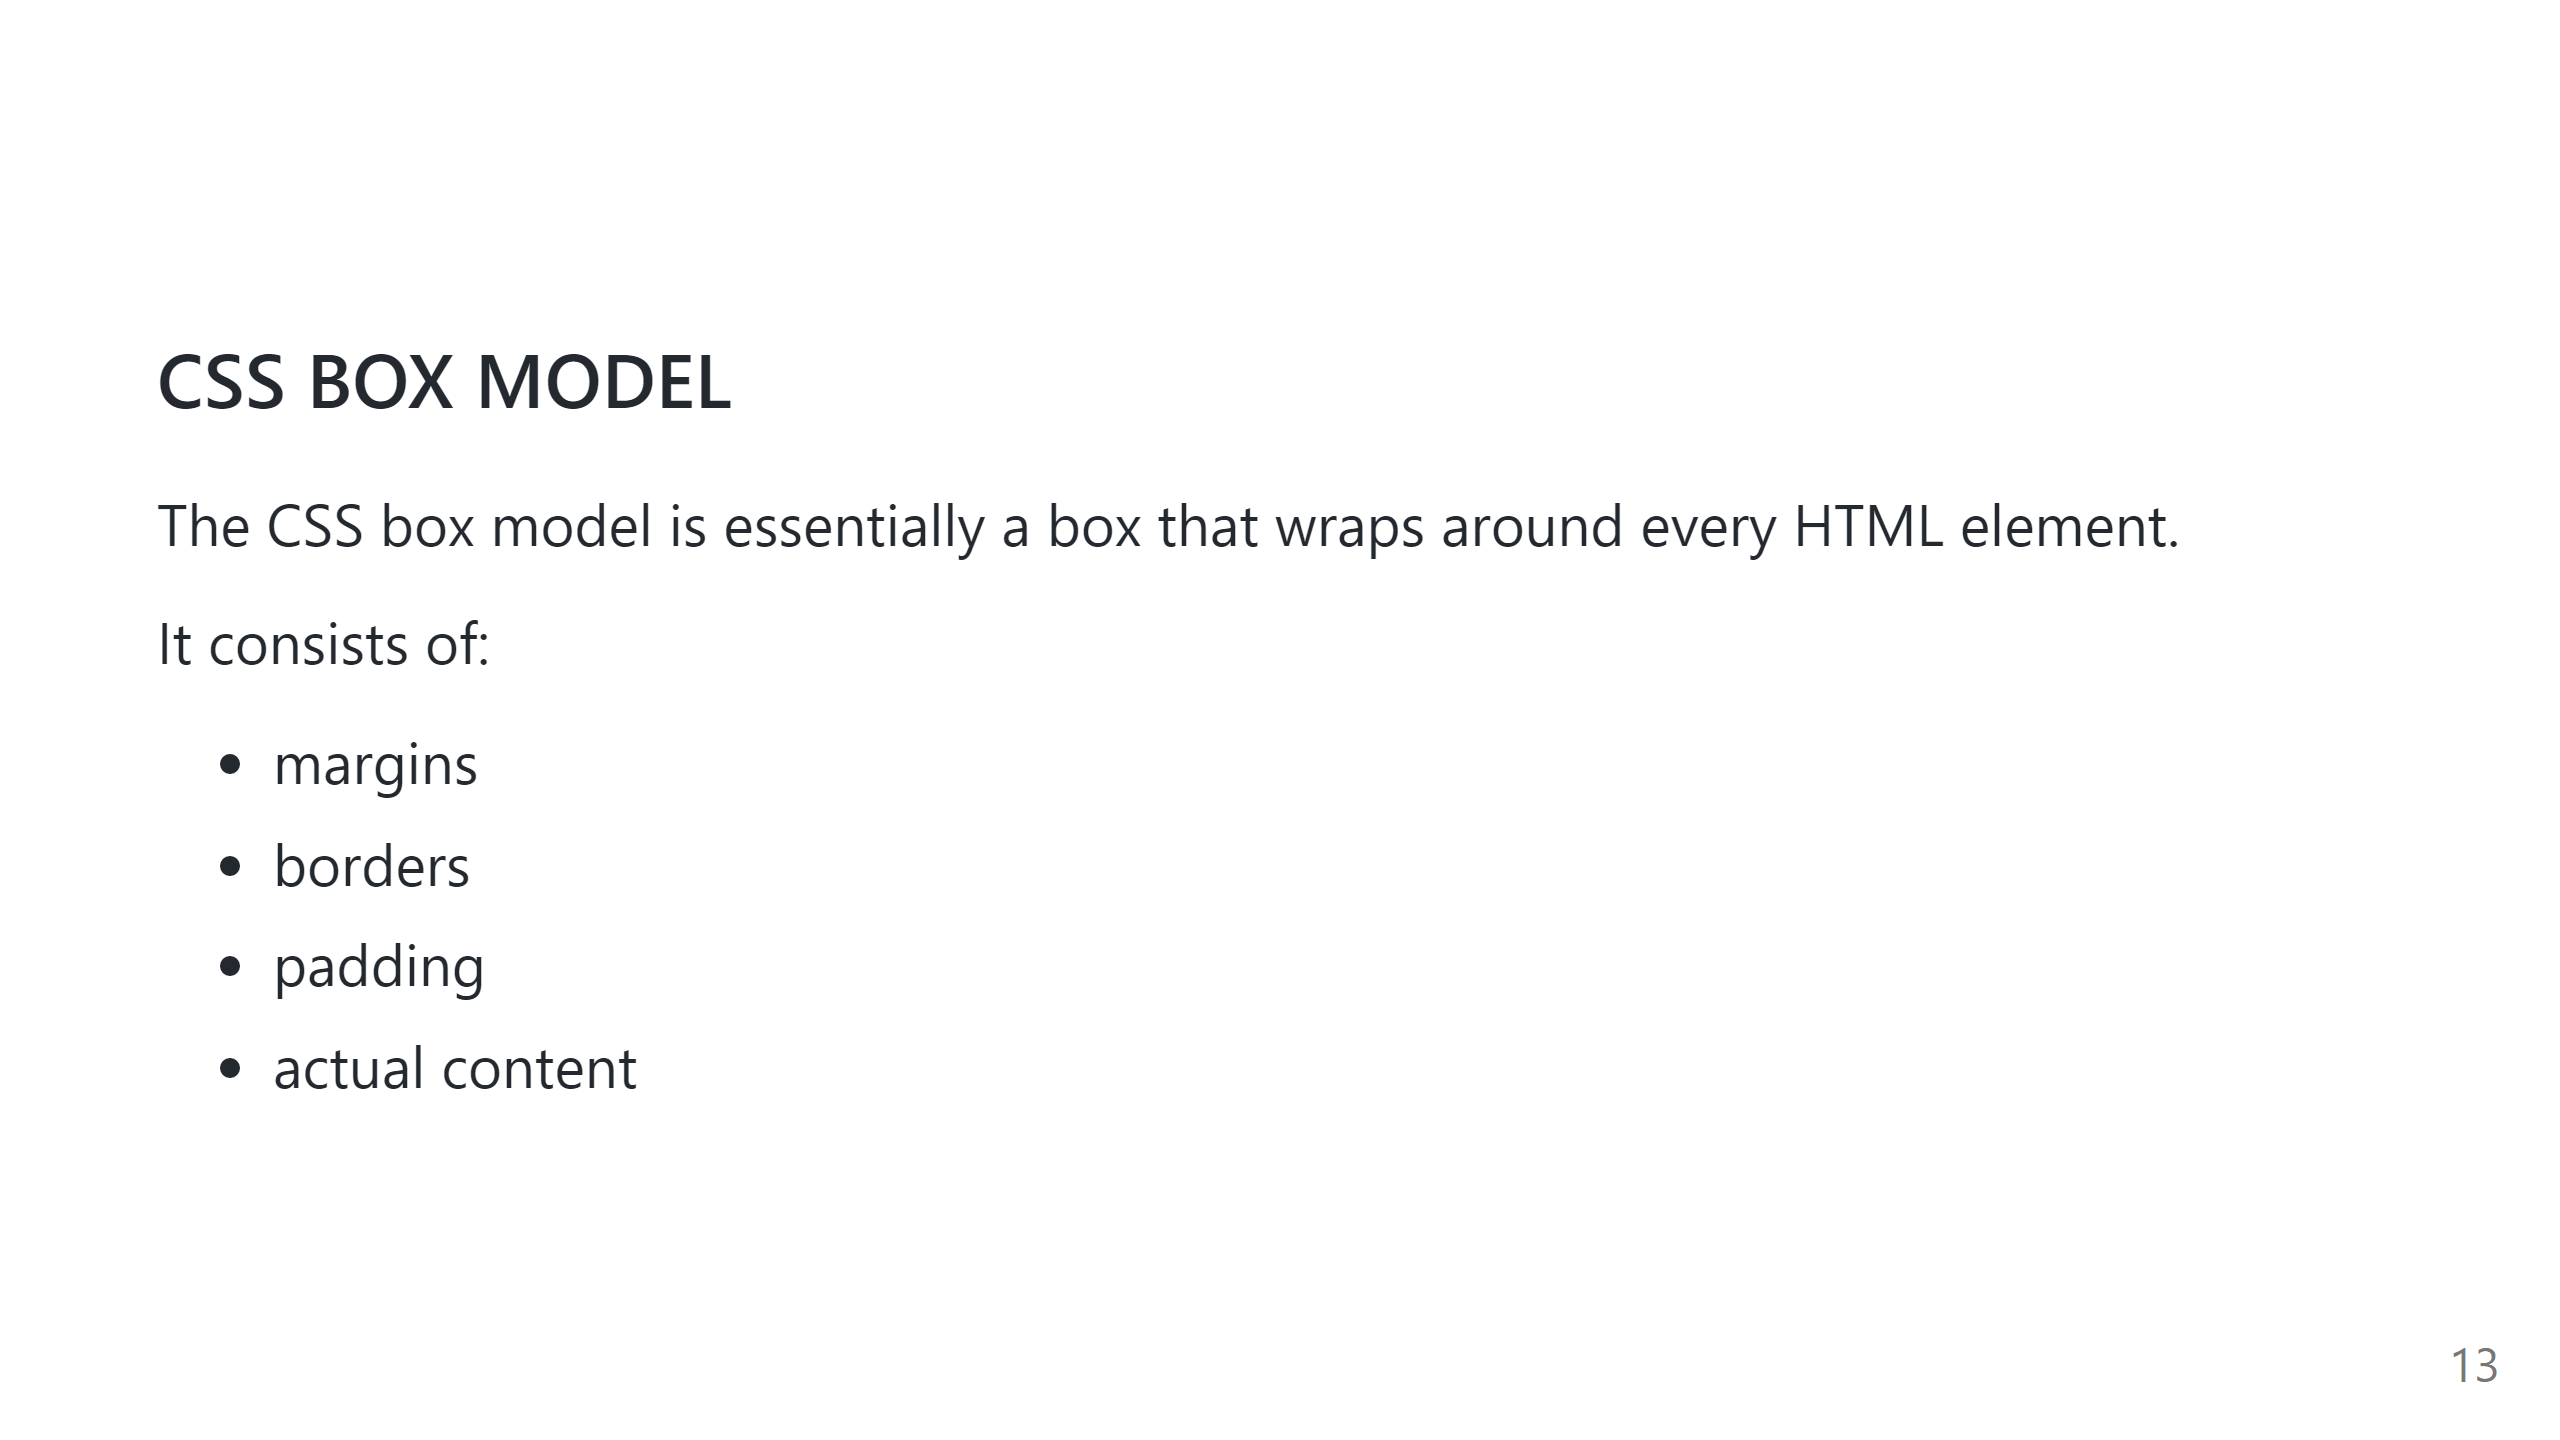 CSS BOX MODEL
The CSS box model is essentially a box that wraps around every HTML element.
It consists of:
• margins
• borders
• padding
• actual content
13